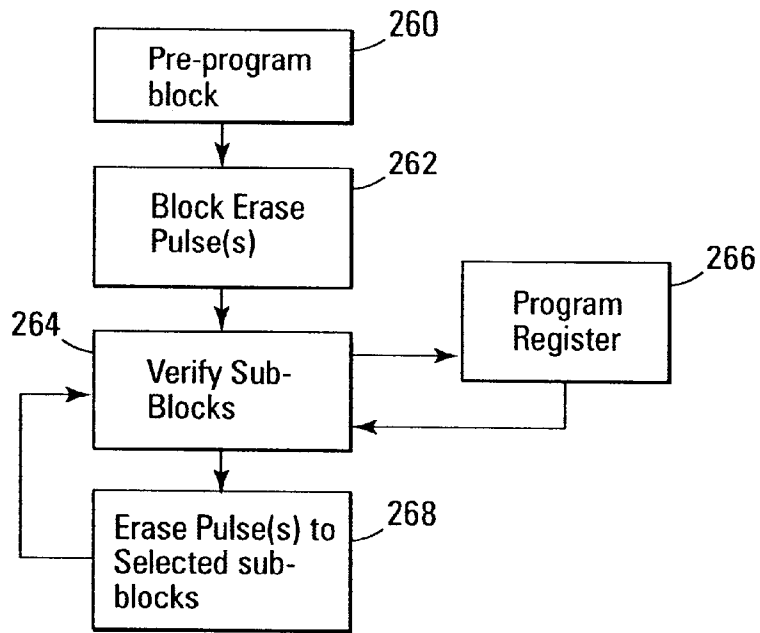 260
Pre-program
block
262
Block Erase
Pulse(s)
266
Program
Register
264
Verify Sub-
Blocks
268
Erase Pulse(s) to
Selected sub-
blocks